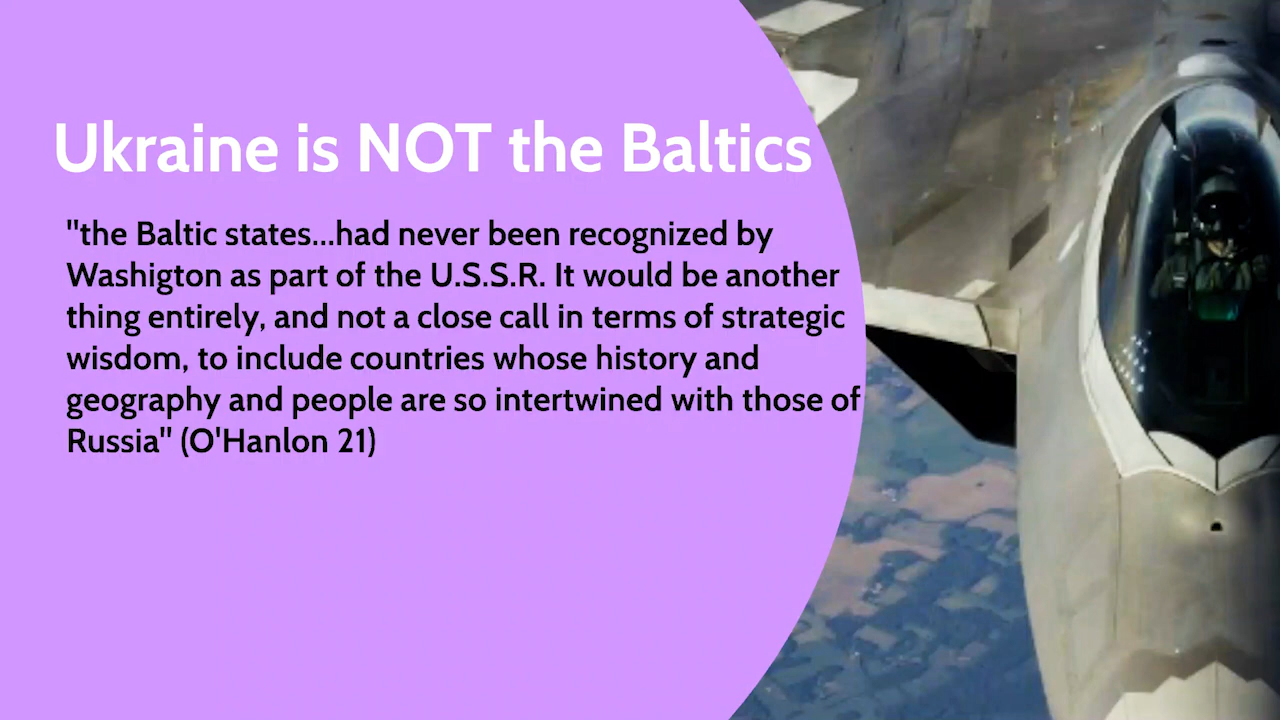 Ukraine is NOT the Baltics
"the Baltic states...had never been recognized by
Washigton as part of the U.S.S.R. It would be another
thing entirely, and not a close call in terms of strategic
wisdom, to include countries whose history and
geography and people are so intertwined with those of
Russia" (O'Hanlon 21)